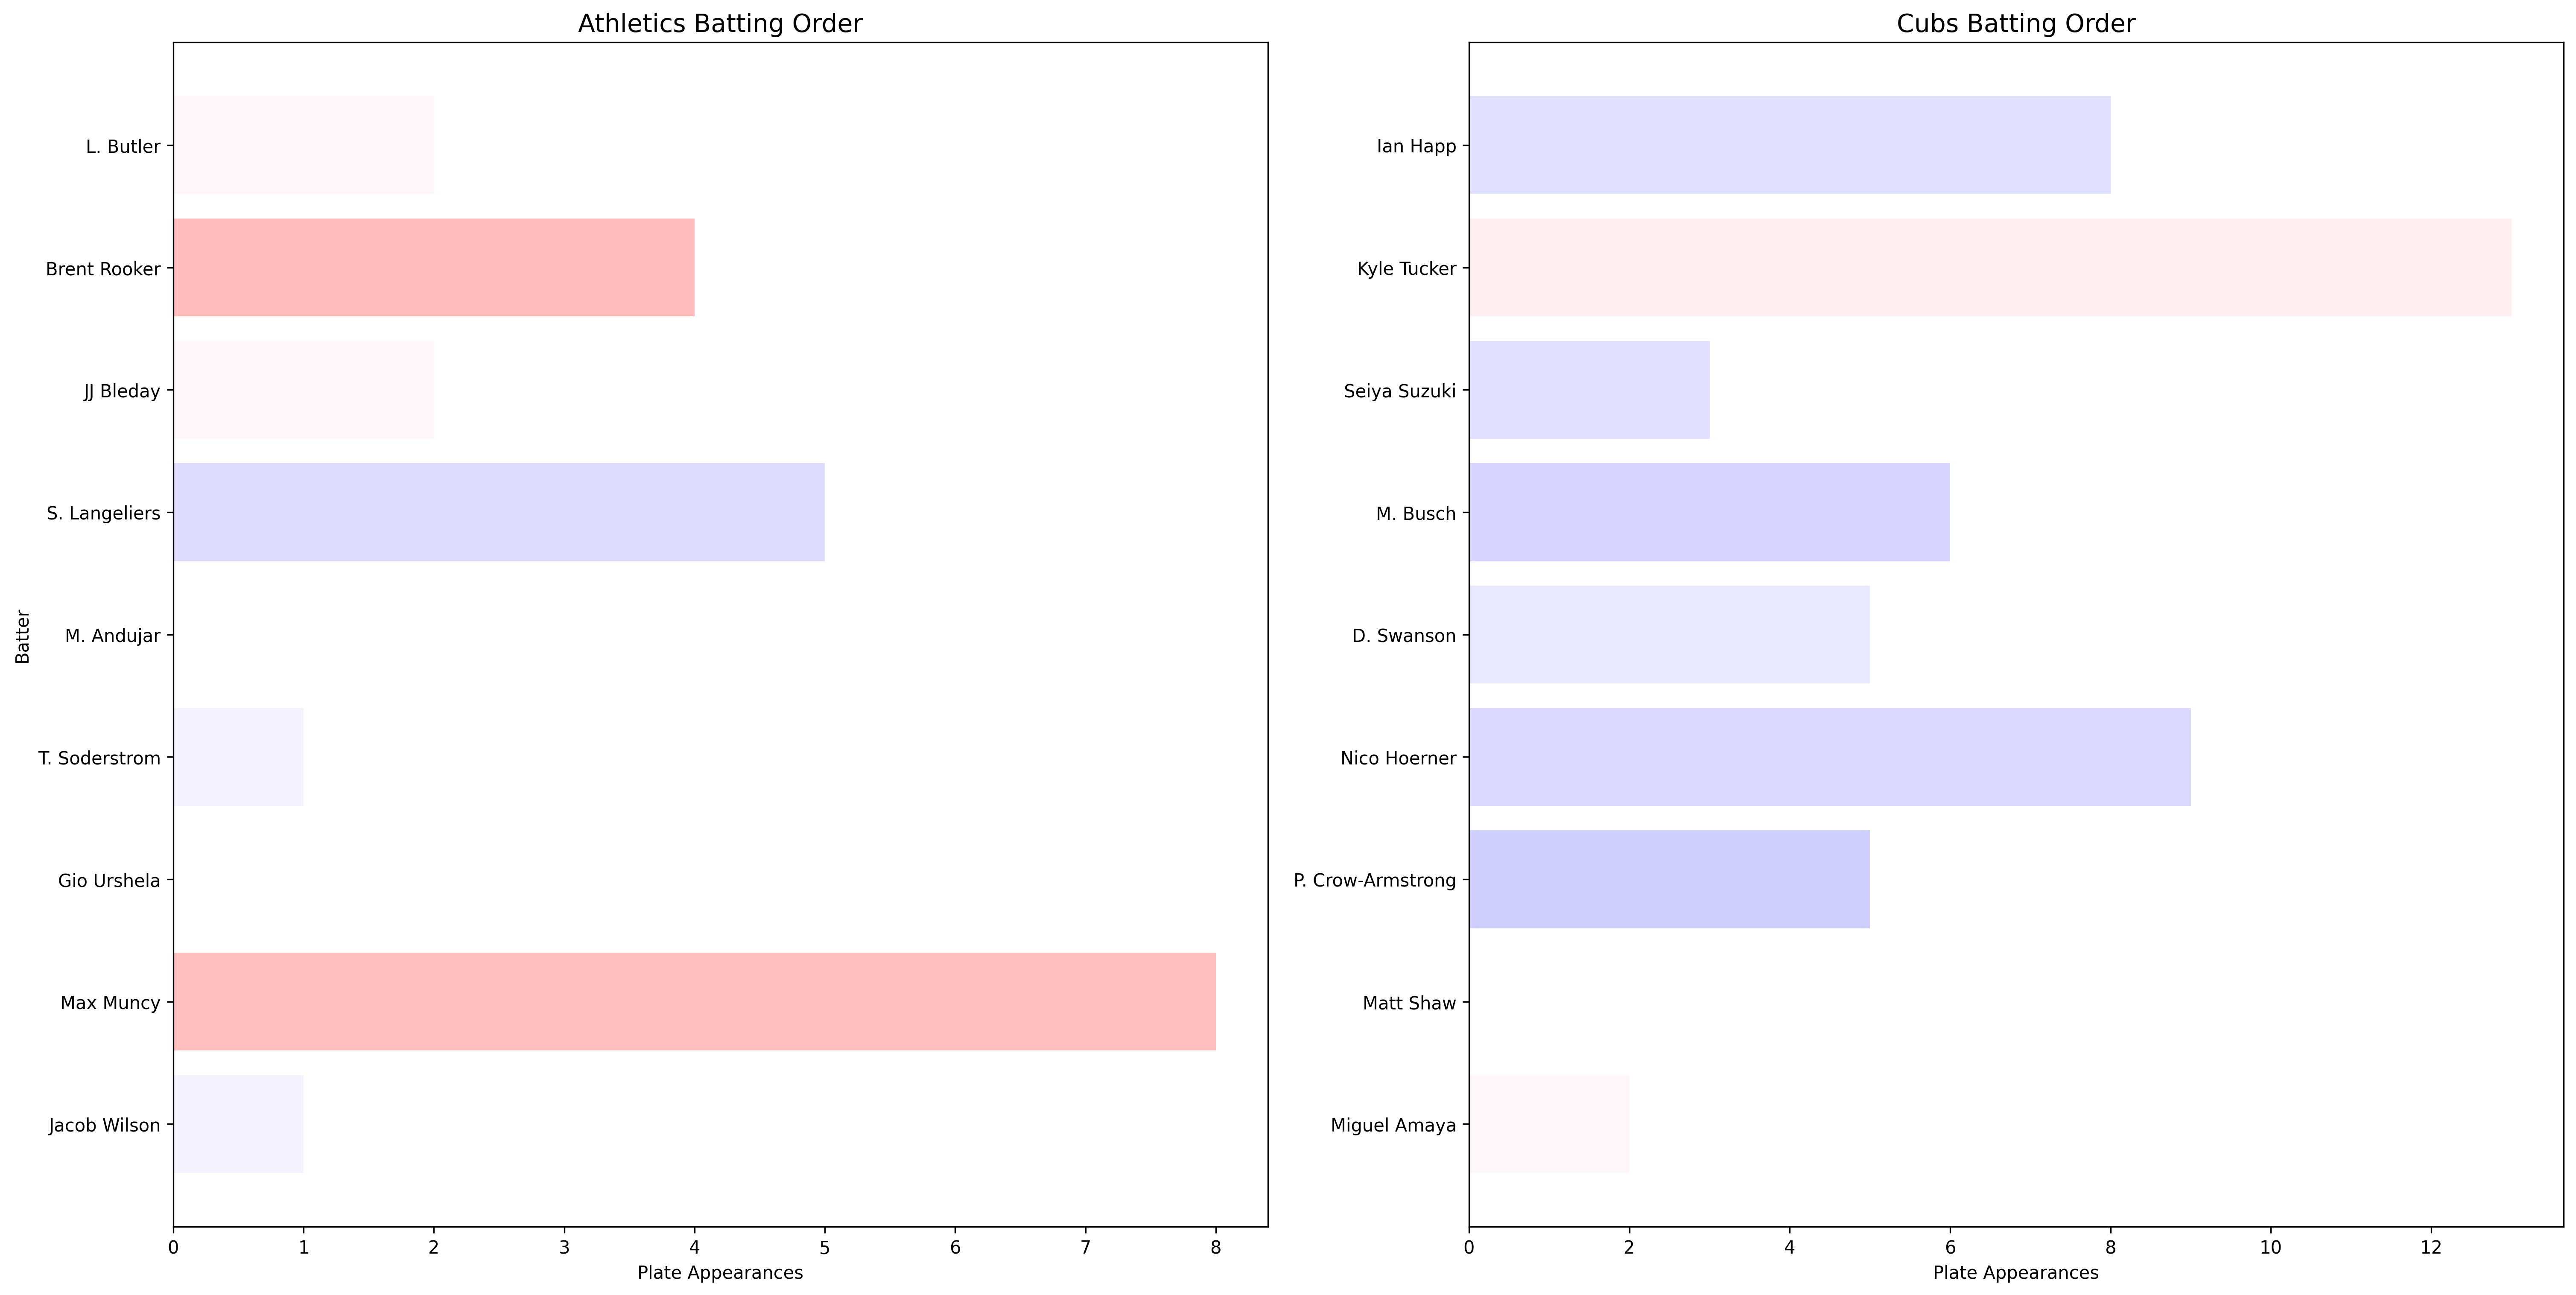 Athletics Batting Order
Batter
L. Butler
Brent Rooker
JJ Bleday
S. Langeliers
M. Andujar
T. Soderstrom
Gio Urshela
Max Muncy
Jacob Wilson
0 1 2 3 4 5 6 7 8
Plate Appearances
Cubs Batting Order
Ian Happ
Kyle Tucker
Seiya Suzuki
M. Busch
D. Swanson
Nico Hoerner
P. Crow-Armstrong
Matt Shaw
Miguel Amaya
0 2 4 6 8 10 12
Plate Appearances